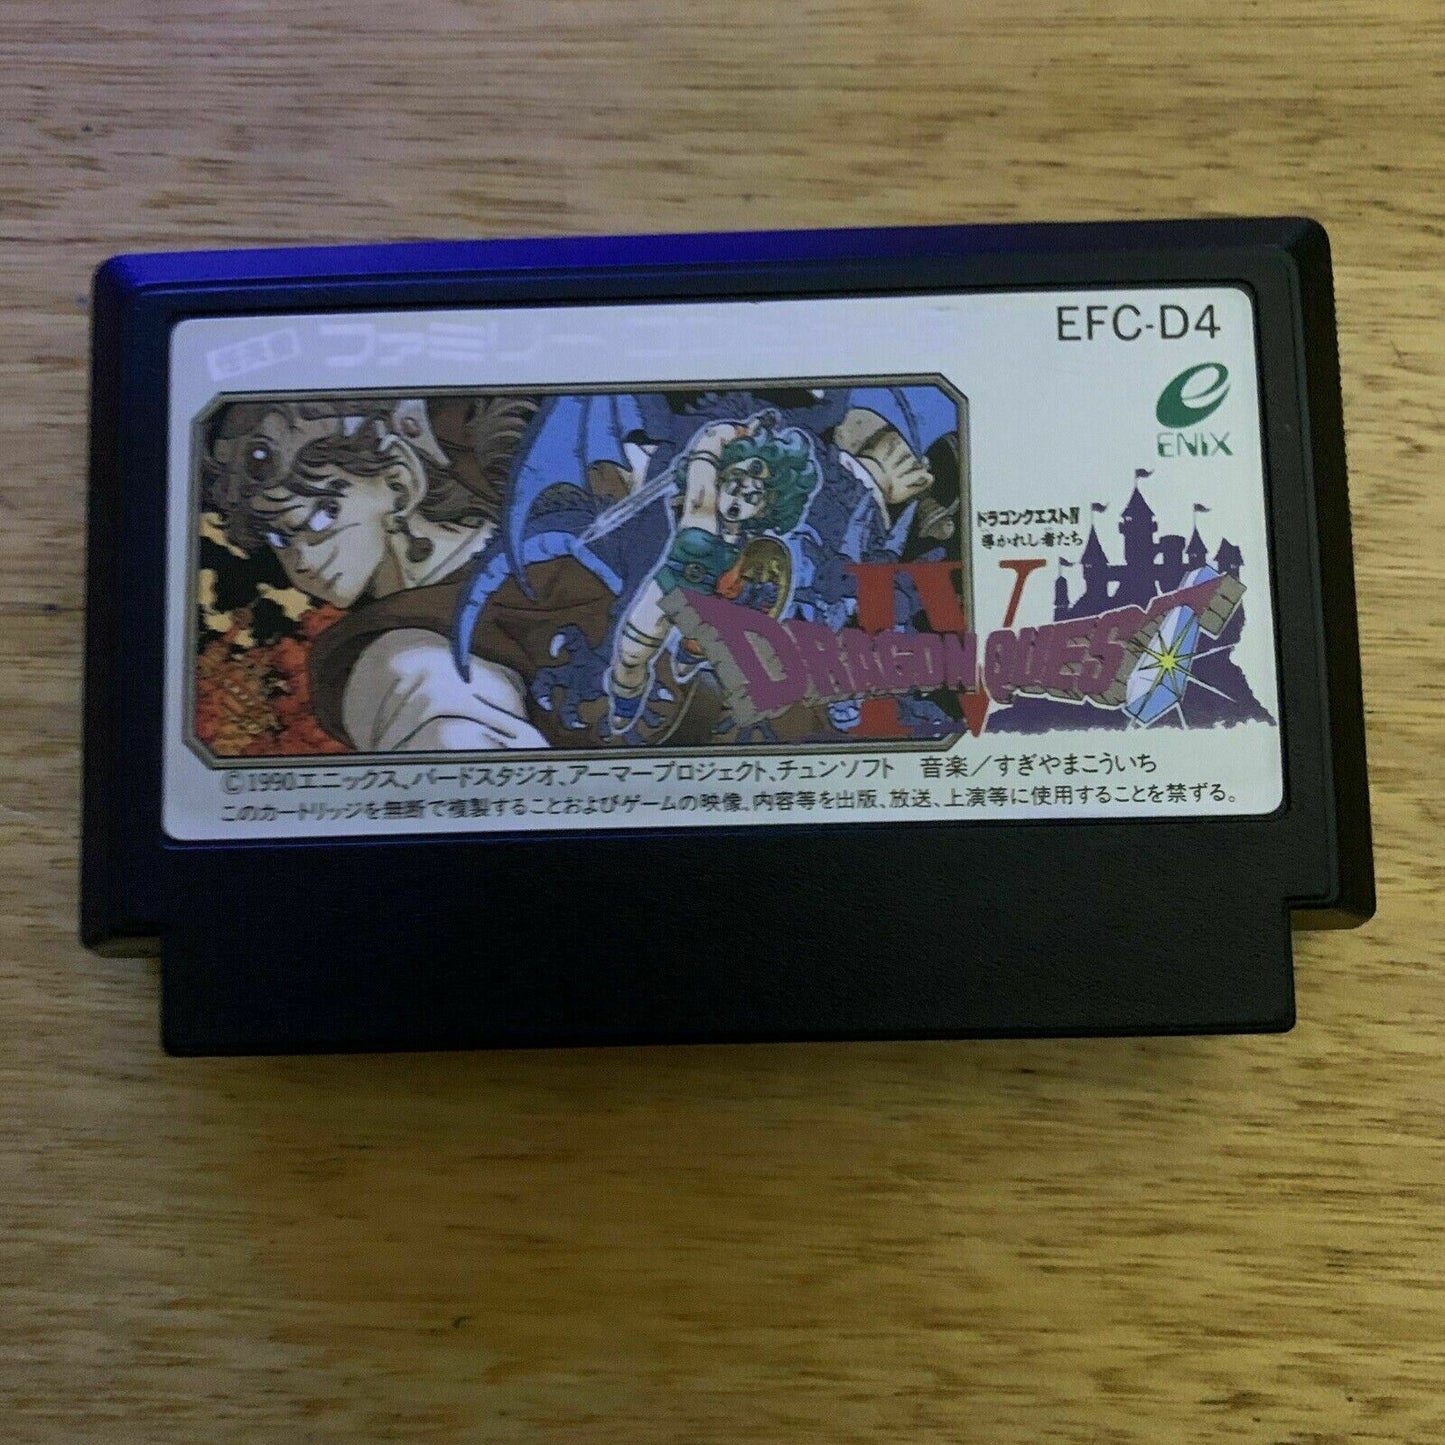 ファミリー コンピュータ
EFC-D4
ENIX
ドラゴンクエストIV
導かれし者たち
IV
DRAGON QUEST
©1990エニックス、バードスタジオ、アーマープロジェクト、チュンソフト 音楽/すぎやまこういち
このカートリッジを無断で複製することおよびゲームの映像、内容等を出版、放送、上演等に使用することを禁ずる。